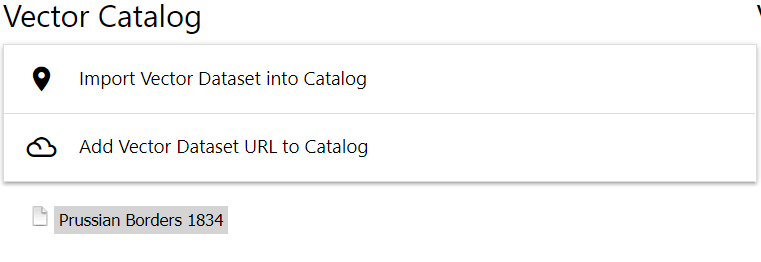 Vector Catalog
Import Vector Dataset into Catalog
Add Vector Dataset URL to Catalog
Prussian Borders 1834